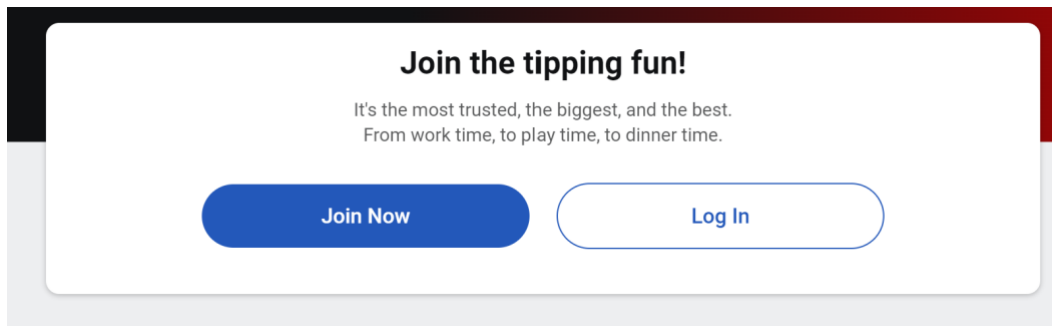 Join the tipping fun!
It's the most trusted, the biggest, and the best.
From work time, to play time, to dinner time.
Join Now
Log In